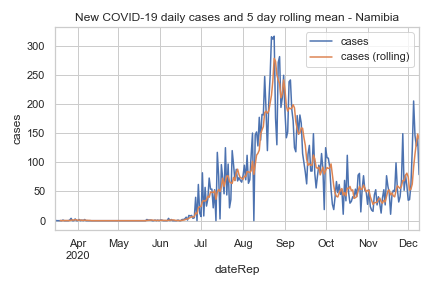 New COVID-19 daily cases and 5 day rolling mean - Namibia
cases
cases (rolling)
300
250
200
150
100
50
0
cases
Apr
2020
May
Jun
Jul
Aug
Sep
Oct
Nov
Dec
dateRep